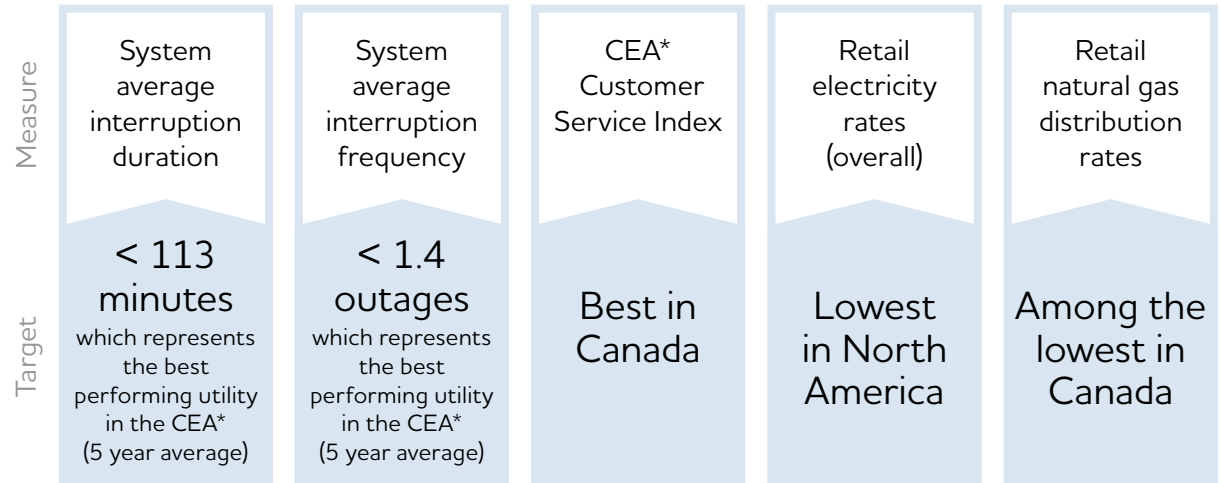 Measure
System
average
interruption
duration
System
average
interruption
frequency
CEA*
Customer
Service Index
Retail
electricity
rates
(overall)
Retail
natural gas
distribution
rates
Target
< 113
minutes
which represents
the best
performing utility
in the CEA*
(5 year average)
< 1.4
outages
which represents
the best
performing utility
in the CEA*
(5 year average)
Best in
Canada
Lowest
in North
America
Among the
lowest in
Canada